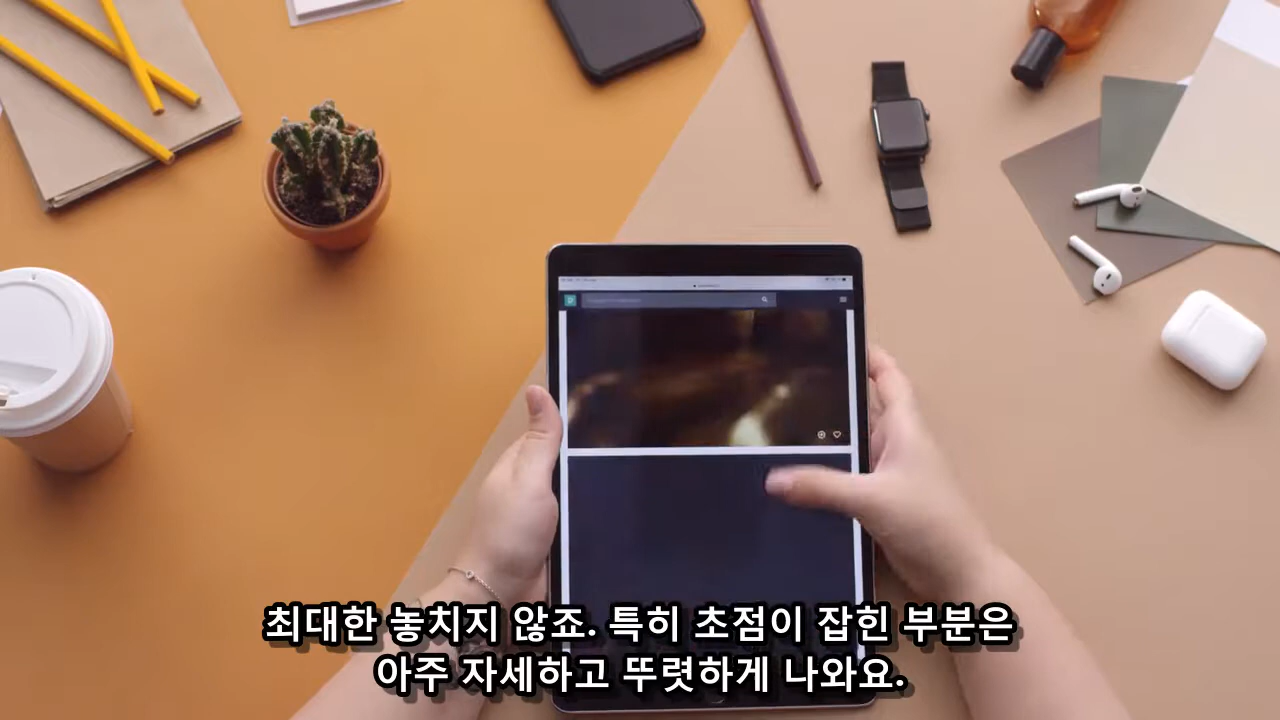 최대한 놓치지 않죠. 특히 초점이 잡힌 부분은
아주 자세하고 뚜렷하게 나와요.